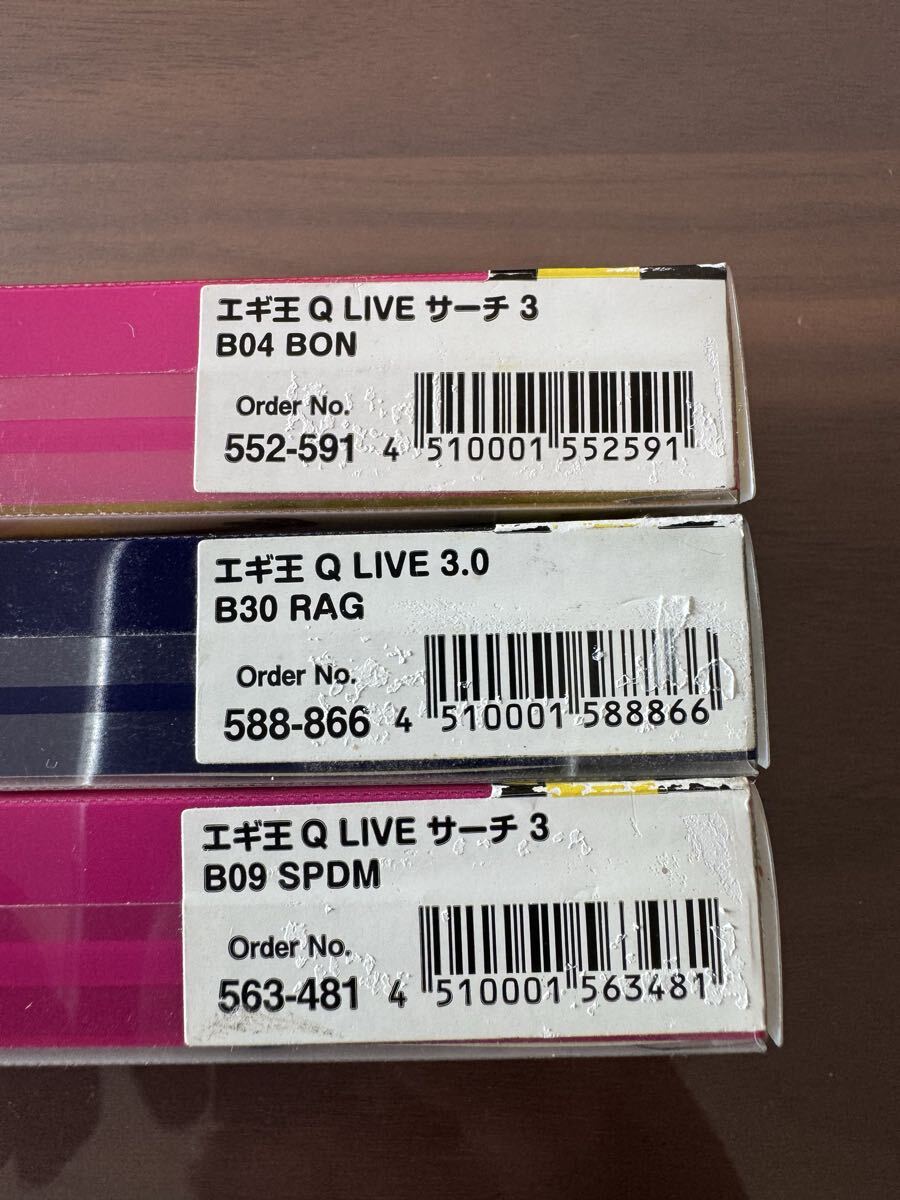 エギ王 Q LIVE サーチ 3
B04 BON
Order No.
552-591 4 510001 552591
エギ王 Q LIVE 3.0
B30 RAG
Order No.
588-866 4 510001 588866
エギ王 Q LIVE サーチ 3
B09 SPDM
Order No.
563-481 4 510001 563481